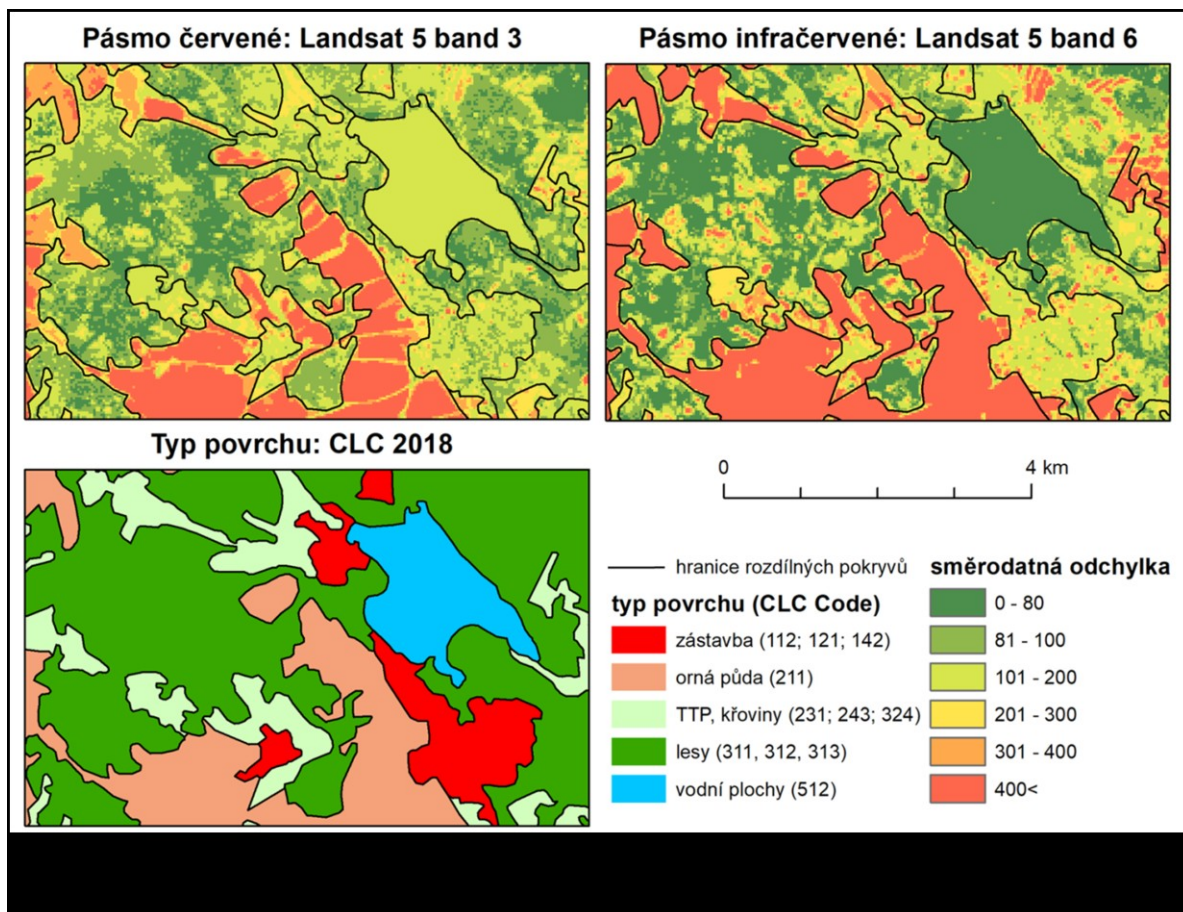 Pásmo červené: Landsat 5 band 3
Pásmo infračervené: Landsat 5 band 6
Typ povrchu: CLC 2018
0 4 km
hranice rozdílných pokryvů
typ povrchu (CLC Code)
zástavba (112; 121; 142)
orná půda (211)
TTP, křoviny (231; 243; 324)
lesy (311, 312, 313)
vodní plochy (512)
směrodatná odchylka
0 - 80
81 - 100
101 - 200
201 - 300
301 - 400
400<